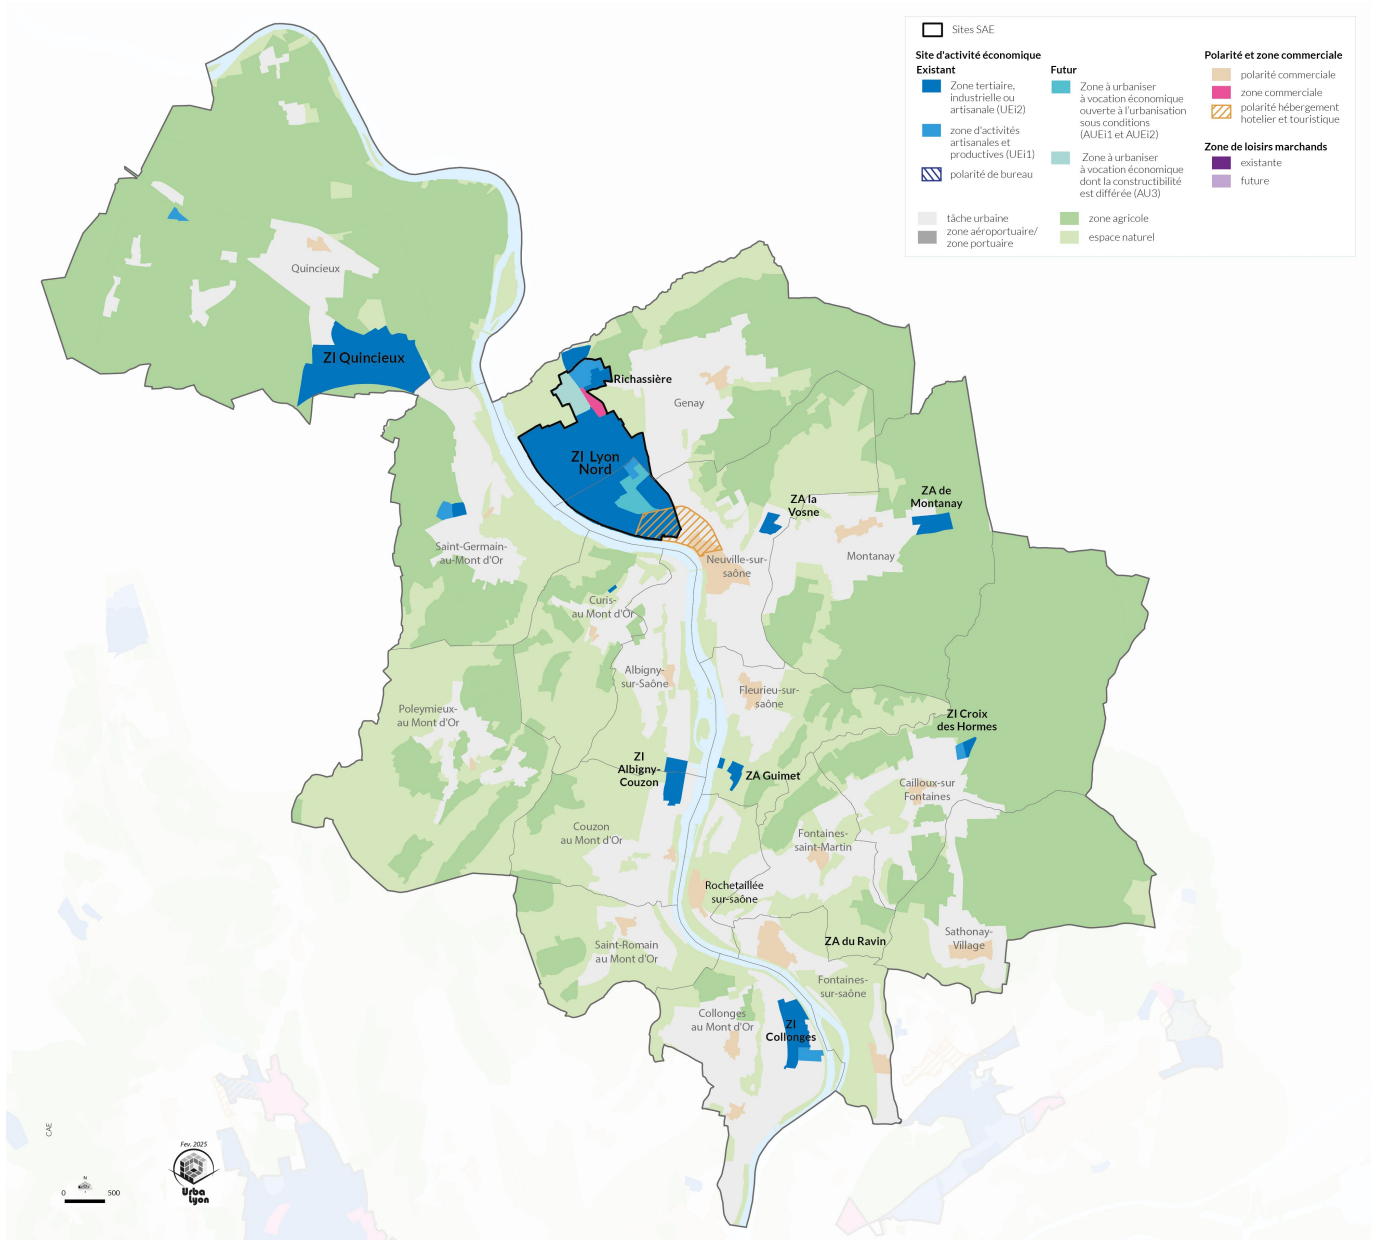 Sites SAE
Site d'activité économique
Existant
Zone tertiaire,
industrielle ou
artisanale (UEi2)
zone d'activités
artisanales et
productives (UEi1)
polarité de bureau
Futur
Zone à urbaniser
à vocation économique
ouverte à l'urbanisation
sous conditions
(AUEi1 et AUEi2)
Zone à urbaniser
à vocation économique
dont la constructibilité
est différée (AU3)
Polarité et zone commerciale
polarité commerciale
zone commerciale
polarité hébergement
hotelier et touristique
Zone de loisirs marchands
existante
future
tâche urbaine
zone aéroportuaire/
zone portuaire
zone agricole
espace naturel
Quincieux
ZI Quincieux
Richassière
Genay
ZI Lyon
Nord
ZA la
Vosne
ZA de
Montanay
Montanay
Saint-Germain-
au-Mont d'Or
Neuville-sur-
saône
Curis-
au Mont d'Or
Albigny-
sur-Saône
Fleurieu-sur-
saône
Poleymieux-
au Mont d'Or
ZI Croix
des Hormes
ZI
Albigny-
Couzon
ZA Guimet
Cailloux-sur
Fontaines
Couzon
au Mont d'Or
Fontaines-
saint-Martin
Rochetaillée
sur-saône
Saint-Romain
au Mont d'Or
ZA du Ravin
Sathonay-
Village
Fontaines-
sur-saône
Collonges
au Mont d'Or
ZI
Collonges
CAE
Fev. 2025
Urba
Lyon
N
0 500